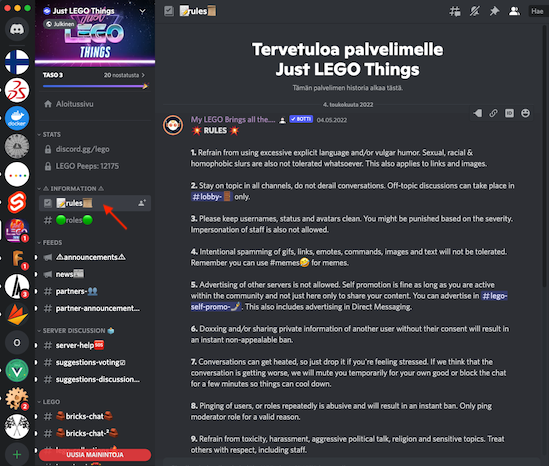 Just LEGO Things
Julkinen
Just
LEGO
THINGS
TASO 3
20 nostatusta >
Aloitussivu
STATS
discord.gg/lego
LEGO Peeps: 12175
⚠ INFORMATION ⚠
📝rules📜
# 🟢roles🟢
FEEDS
⚠announcements⚠
news📰
partners-👥
partner-announcement...
SERVER DISCUSSION
server-help🆘
suggestions-voting☑
suggestions-discussion...
LEGO
bricks-chat
bricks-chat-²
UUSIA MAININTOJA
📝rules📜
Hae
Tervetuloa palvelimelle
Just LEGO Things
Tämän palvelimen historia alkaa tästä.
4. toukokuuta 2022
My LEGO Brings all the.... ✓ BOTTI 04.05.2022
💥 RULES 💥
1. Refrain from using excessive explicit language and/or vulgar humor. Sexual, racial &
homophobic slurs are also not tolerated whatsoever. This also applies to links and images.
2. Stay on topic in all channels, do not derail conversations. Off-topic discussions can take place in
#lobby-🚪 only.
3. Please keep usernames, status and avatars clean. You might be punished based on the severity.
Impersonation of staff is also not allowed.
4. Intentional spamming of gifs, links, emotes, commands, images and text will not be tolerated.
Remember you can use #memes🤣 for memes.
5. Advertising of other servers is not allowed. Self promotion is fine as long as you are active
within the community and not just here only to share your content. You can advertise in #lego-
self-promo-🤳. This also includes advertising in Direct Messaging.
6. Doxxing and/or sharing private information of another user without their consent will result in
an instant non-appealable ban.
7. Conversations can get heated, so just drop it if you're feeling stressed. If we think that the
conversation is getting worse, we will mute you temporarily for your own good or block the chat
for a few minutes so things can cool down.
8. Pinging of users, or roles repeatedly is abusive and will result in an instant ban. Only ping
moderator role for a valid reason.
9. Refrain from toxicity, harassment, aggressive political talk, religion and sensitive topics. Treat
others with respect, including staff.